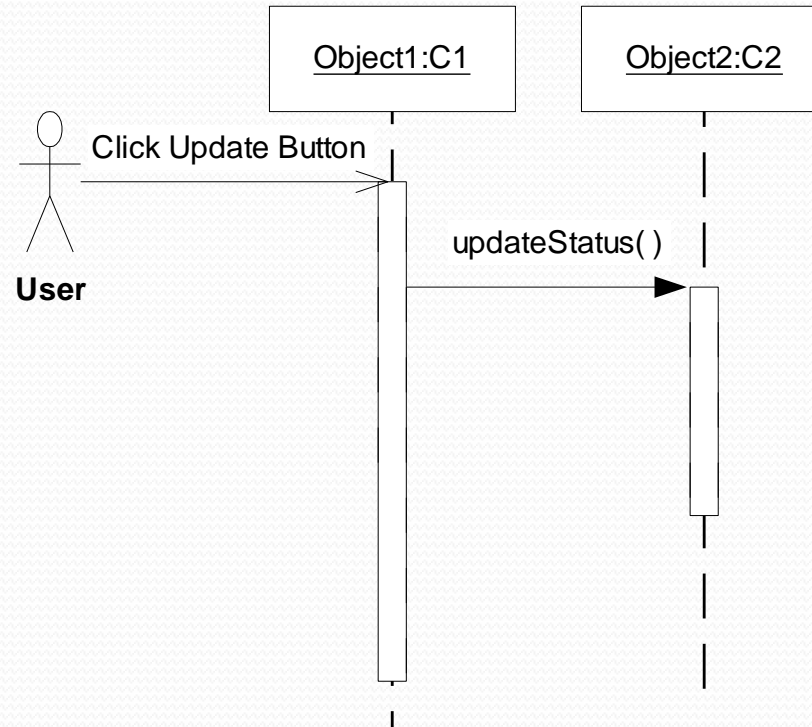 Object1:C1
Object2:C2
Click Update Button
updateStatus( )
User